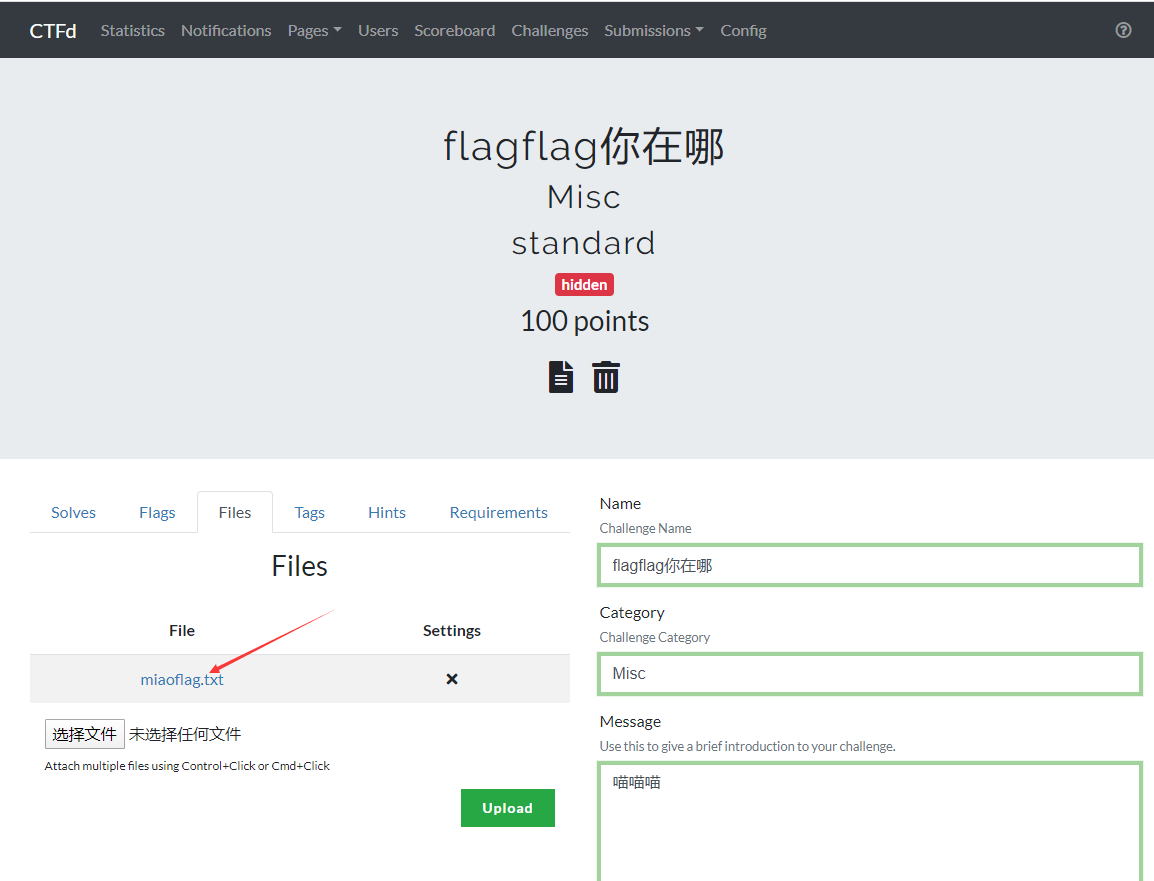 CTFd Statistics Notifications Pages Users Scoreboard Challenges Submissions Config
flagflag你在哪
Misc
standard
hidden
100 points
Solves Flags Files Tags Hints Requirements
Files
File Settings
miaoflag.txt
选择文件 未选择任何文件
Attach multiple files using Control+Click or Cmd+Click
Upload
Name
Challenge Name
flagflag你在哪
Category
Challenge Category
Misc
Message
Use this to give a brief introduction to your challenge.
喵喵喵